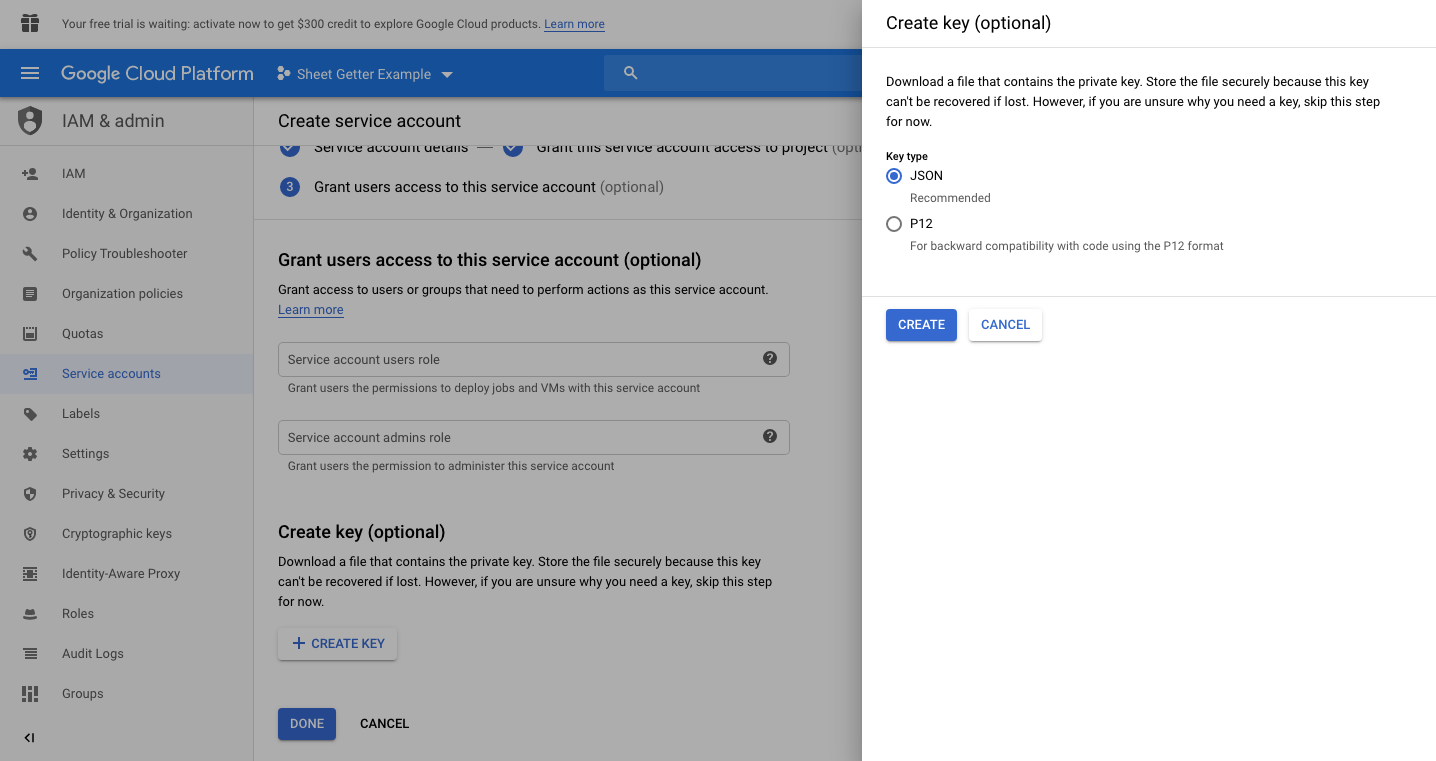 Your free trial is waiting: activate now to get $300 credit to explore Google Cloud products. Learn more
Google Cloud Platform
Sheet Getter Example
IAM & admin
IAM
Identity & Organization
Policy Troubleshooter
Organization policies
Quotas
Service accounts
Labels
Settings
Privacy & Security
Cryptographic keys
Identity-Aware Proxy
Roles
Audit Logs
Groups
Create service account
Service account details — Grant this service account access to project (opti
3 Grant users access to this service account (optional)
Grant users access to this service account (optional)
Grant access to users or groups that need to perform actions as this service account.
Learn more
Service account users role
Grant users the permissions to deploy jobs and VMs with this service account
Service account admins role
Grant users the permission to administer this service account
Create key (optional)
Download a file that contains the private key. Store the file securely because this key
can't be recovered if lost. However, if you are unsure why you need a key, skip this step
for now.
+ CREATE KEY
DONE CANCEL
Create key (optional)
Download a file that contains the private key. Store the file securely because this key
can't be recovered if lost. However, if you are unsure why you need a key, skip this step
for now.
Key type
JSON
Recommended
P12
For backward compatibility with code using the P12 format
CREATE CANCEL